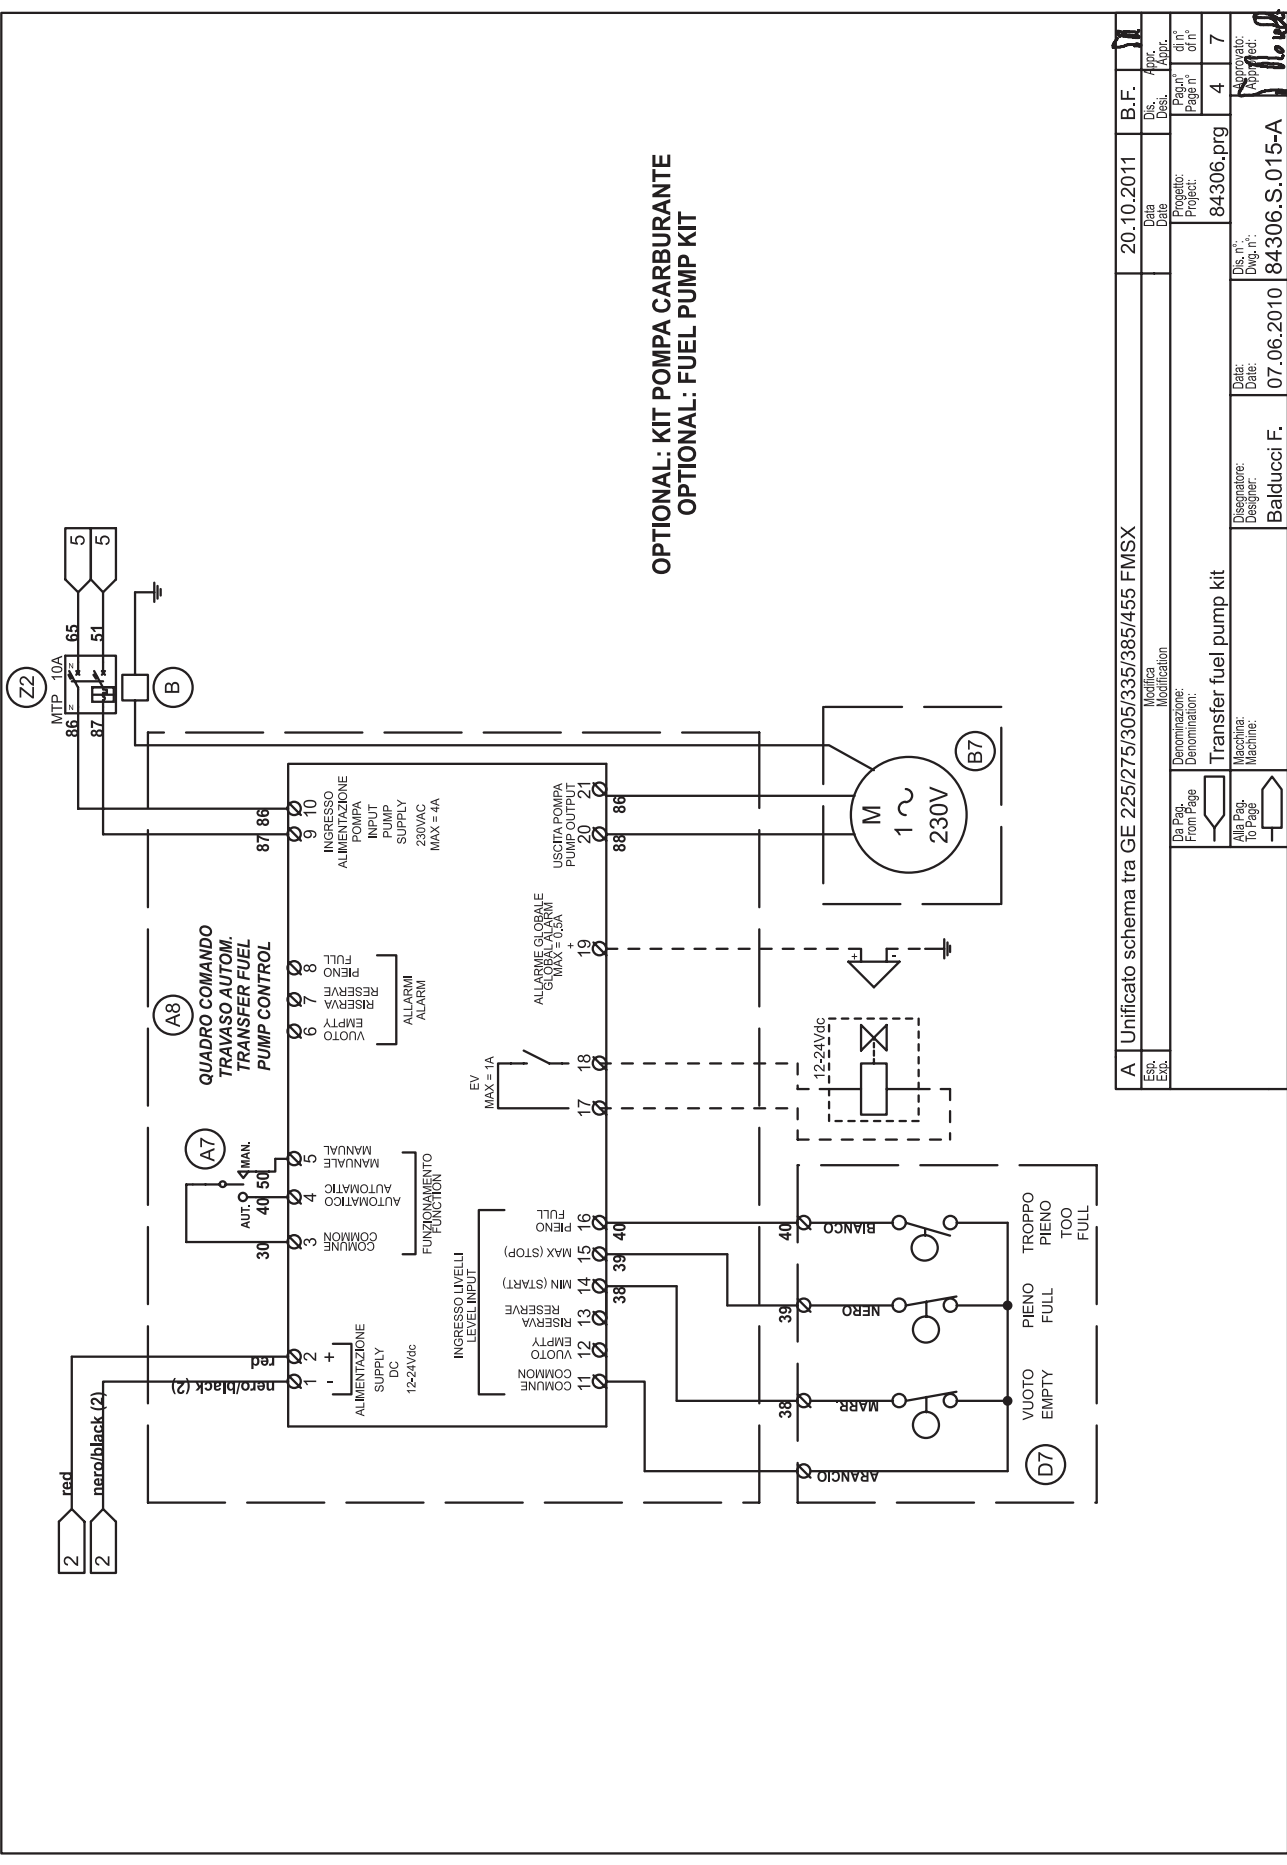 2
red
2
nero/black (2)
Z2
MTP 10A
N
N
86
65
5
87
51
5
B
A8
QUADRO COMANDO
TRAVASO AUTOM.
TRANSFER FUEL
PUMP CONTROL
A7
AUT.
MAN.
nero/black (2)
red
30
40
50
87
86
1
2
3
4
5
6
7
8
9
10
-
+
ALIMENTAZIONE
SUPPLY
DC
12-24Vdc
COMUNE
COMMON
AUTOMATICO
AUTOMATIC
MANUALE
MANUAL
FUNZIONAMENTO
FUNCTION
VUOTO
EMPTY
RISERVA
RESERVE
PIENO
FULL
ALLARMI
ALARM
INGRESSO
ALIMENTAZIONE
POMPA
INPUT
PUMP
SUPPLY
230VAC
MAX = 4A
INGRESSO LIVELLI
LEVEL INPUT
COMUNE
COMMON
VUOTO
EMPTY
RISERVA
RESERVE
MIN (START)
MAX (STOP)
PIENO
FULL
EV
MAX = 1A
ALLARME GLOBALE
GLOBAL ALARM
MAX = 0.5A
+
USCITA POMPA
PUMP OUTPUT
11
12
13
14
15
16
17
18
19
20
21
38
39
40
88
86
ARANCIO
38
MARR.
39
NERO
40
BIANCO
VUOTO
EMPTY
PIENO
FULL
TROPPO
PIENO
TOO
FULL
D7
12-24Vdc
+
-
M
1 ~
230V
B7
OPTIONAL: KIT POMPA CARBURANTE
OPTIONAL: FUEL PUMP KIT
A
Unificato schema tra GE 225/275/305/335/385/455 FMSX
20.10.2011
B.F.
Esp.
Exp.
Modifica
Modification
Data
Date
Dis.
Desi.
Appr.
Appr.
Da Pag.
From Page
Denominazione:
Denomination:
Transfer fuel pump kit
Progetto:
Project:
84306.prg
Pag.n°
Page n°
4
di n°
of n°
7
Alla Pag.
To Page
Macchina:
Machine:
Disegnatore:
Designer:
Balducci F.
Data:
Date:
07.06.2010
Dis. n°:
Dwg. n°:
84306.S.015-A
Approvato:
Approved: